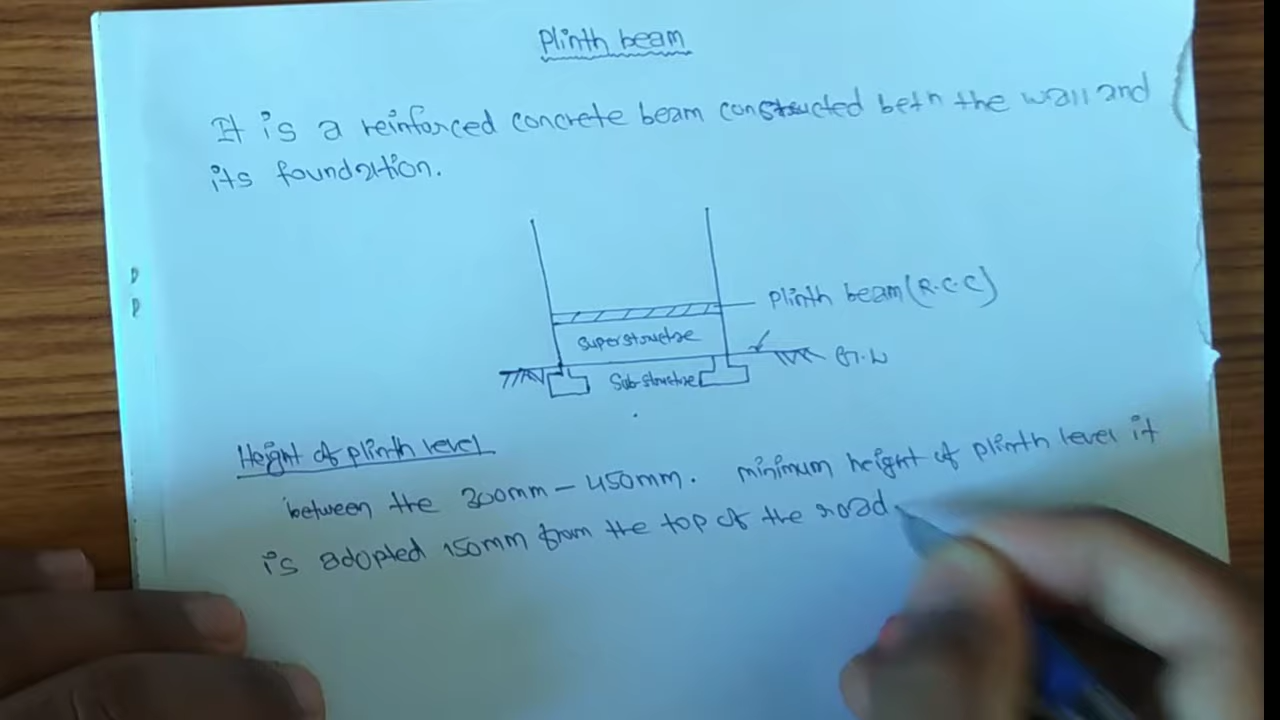 Plinth beam
It is a reinforced concrete beam constructed betn the wall and
its foundation.
Plinth beam (R.C.C)
Superstructre
G.L
Sub-structre
Height of plinth level
between the 300mm - 450mm. minimum height of plinth level it
is adopted 150mm from the top of the road.